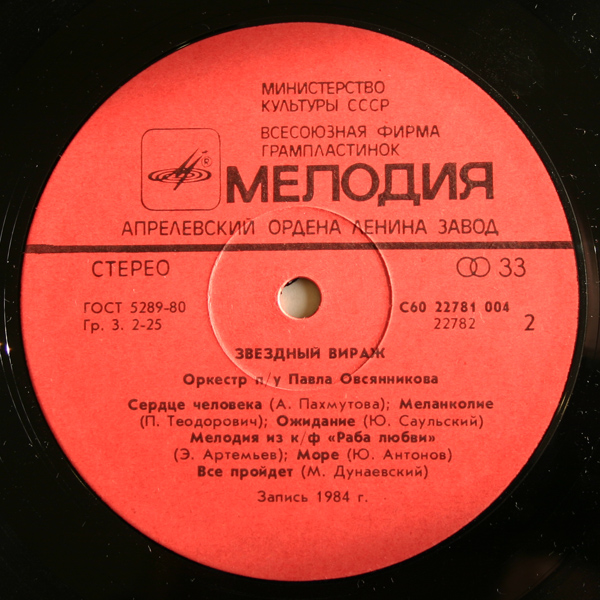 МИНИСТЕРСТВО
КУЛЬТУРЫ СССР
ВСЕСОЮЗНАЯ ФИРМА
ГРАМПЛАСТИНОК
МЕЛОДИЯ
АПРЕЛЕВСКИЙ ОРДЕНА ЛЕНИНА ЗАВОД
СТЕРЕО
33
ГОСТ 5289-80
Гр. 3. 2-25
С60 22781 004
22782
2
ЗВЕЗДНЫЙ ВИРАЖ
Оркестр п/у Павла Овсянникова
Сердце человека (А. Пахмутова); Меланколие
(П. Теодорович); Ожидание (Ю. Саульский)
Мелодия из к/ф «Раба любви»
(Э. Артемьев); Море (Ю. Антонов)
Все пройдет (М. Дунаевский)
Запись 1984 г.